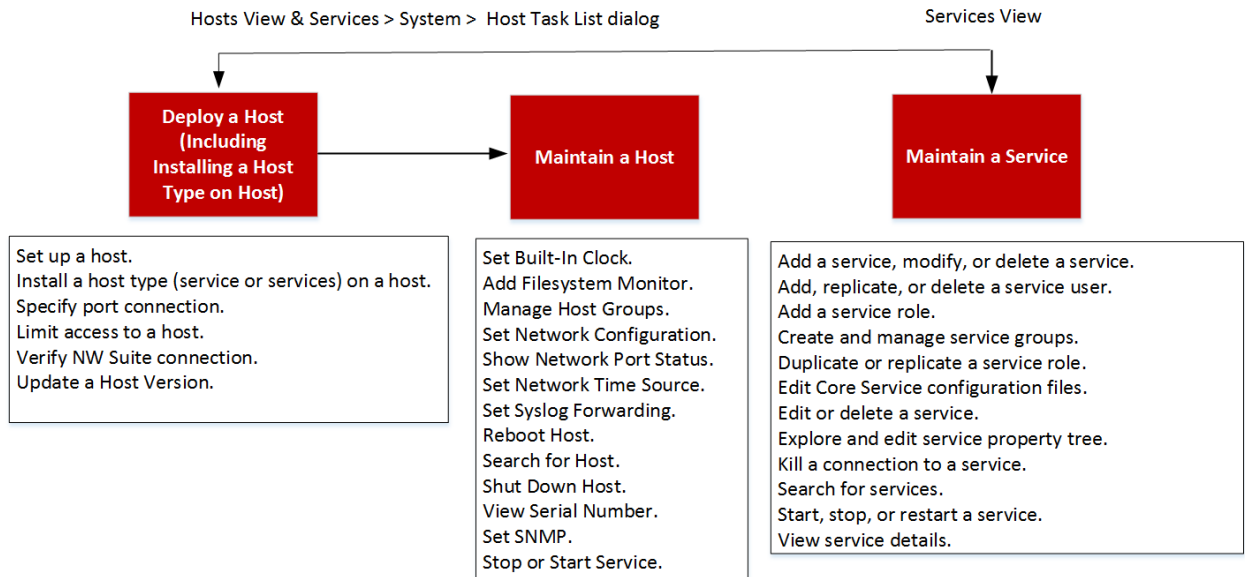 Hosts View & Services > System > Host Task List dialog
Services View
Deploy a Host
(Including
Installing a Host
Type on Host)
Maintain a Host
Maintain a Service
Set up a host.
Install a host type (service or services) on a host.
Specify port connection.
Limit access to a host.
Verify NW Suite connection.
Update a Host Version.
Set Built-In Clock.
Add Filesystem Monitor.
Manage Host Groups.
Set Network Configuration.
Show Network Port Status.
Set Network Time Source.
Set Syslog Forwarding.
Reboot Host.
Search for Host.
Shut Down Host.
View Serial Number.
Set SNMP.
Stop or Start Service.
Add a service, modify, or delete a service.
Add, replicate, or delete a service user.
Add a service role.
Create and manage service groups.
Duplicate or replicate a service role.
Edit Core Service configuration files.
Edit or delete a service.
Explore and edit service property tree.
Kill a connection to a service.
Search for services.
Start, stop, or restart a service.
View service details.